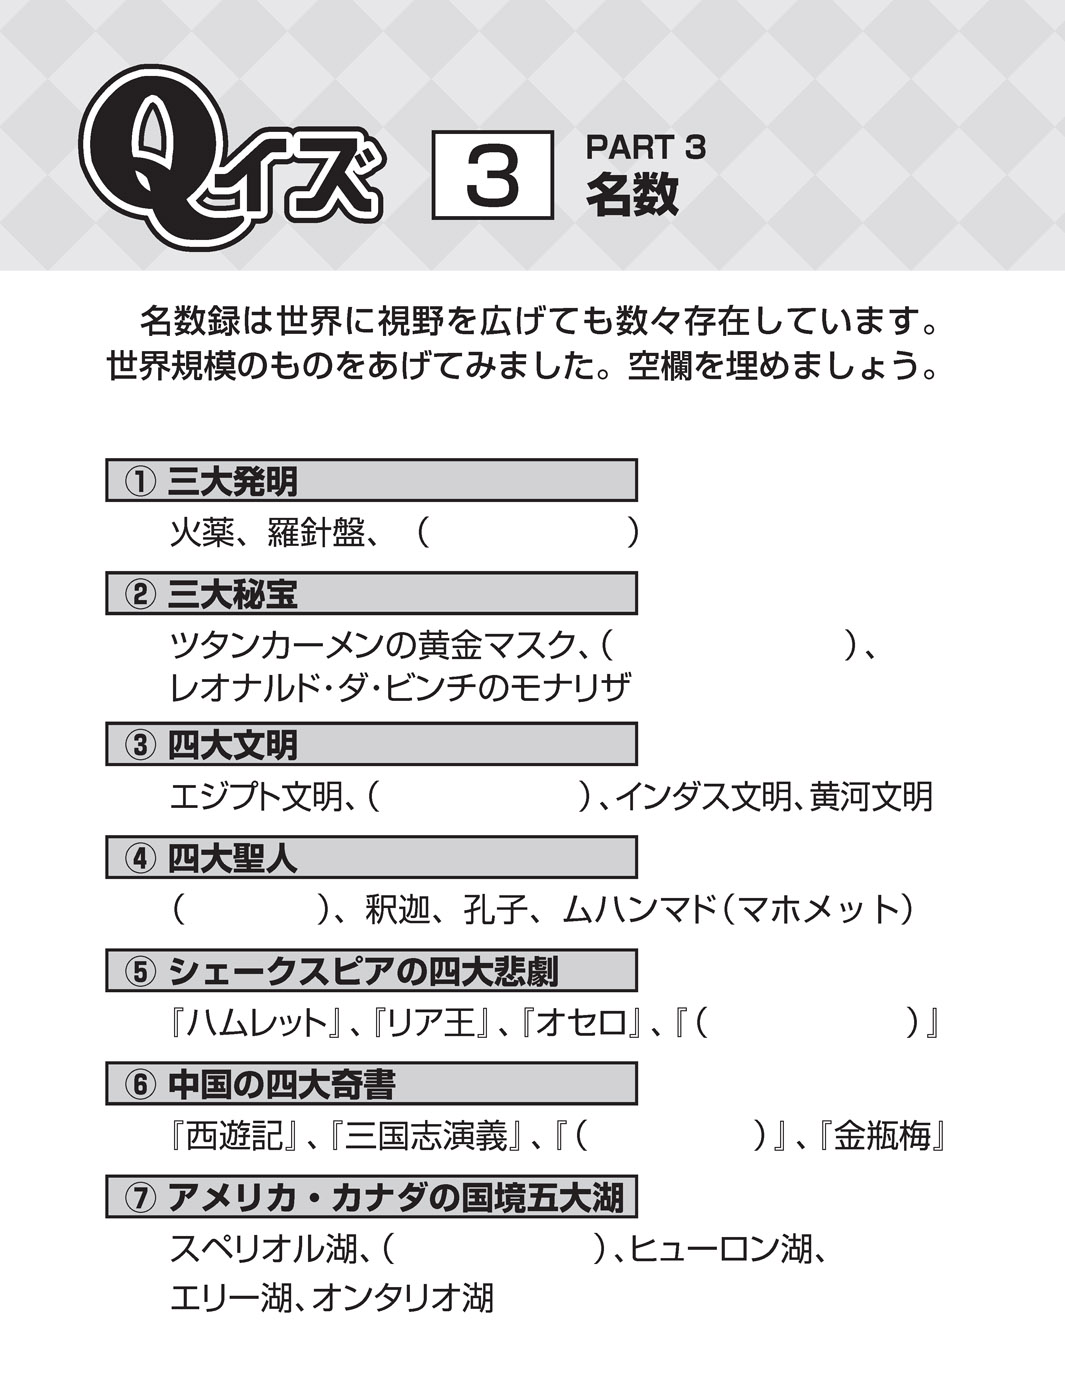 Qイズ 3 PART 3
名数
名数録は世界に視野を広げても数々存在しています。
世界規模のものをあげてみました。空欄を埋めましょう。
① 三大発明
火薬、羅針盤、（　　　　　　）
② 三大秘宝
ツタンカーメンの黄金マスク、（　　　　　　　）、
レオナルド・ダ・ビンチのモナリザ
③ 四大文明
エジプト文明、（　　　　　　）、インダス文明、黄河文明
④ 四大聖人
（　　　　）、釈迦、孔子、ムハンマド（マホメット）
⑤ シェークスピアの四大悲劇
『ハムレット』、『リア王』、『オセロ』、『（　　　　　　）』
⑥ 中国の四大奇書
『西遊記』、『三国志演義』、『（　　　　　）』、『金瓶梅』
⑦ アメリカ・カナダの国境五大湖
スペリオル湖、（　　　　　　）、ヒューロン湖、
エリー湖、オンタリオ湖